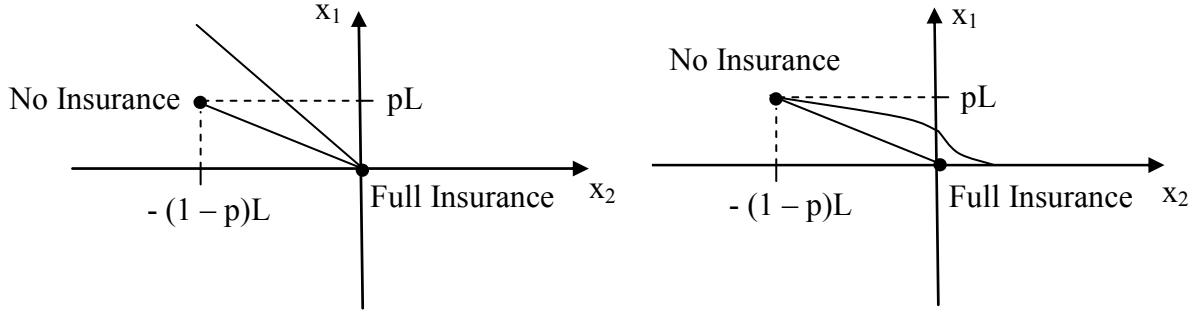 x₁
No Insurance
pL
Full Insurance
x₂
- (1 – p)L
x₁
No Insurance
pL
Full Insurance
x₂
- (1 – p)L